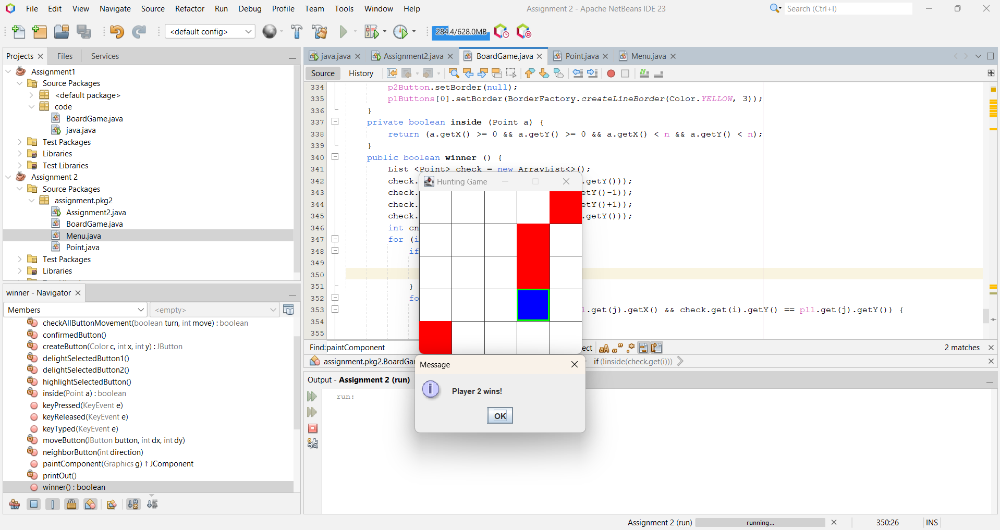 File Edit View Navigate Source Refactor Run Debug Profile Team Tools Window Help
Assignment 2 - Apache NetBeans IDE 23
Search (Ctrl+I)
<default config>
284.4/628.0MB
Projects Files Services
Assignment1
Source Packages
<default package>
code
BoardGame.java
java.java
Test Packages
Libraries
Test Libraries
Assignment 2
Source Packages
assignment.pkg2
Assignment2.java
BoardGame.java
Menu.java
Point.java
Test Packages
Libraries
winner - Navigator
Members
<empty>
checkAllButtonMovement(boolean turn, int move) : boolean
confirmedButton()
createButton(Color c, int x, int y) : JButton
delightSelectedButton1()
delightSelectedButton2()
highlightSelectedButton()
inside(Point a) : boolean
keyPressed(KeyEvent e)
keyReleased(KeyEvent e)
keyTyped(KeyEvent e)
moveButton(JButton button, int dx, int dy)
neighborButton(int direction)
paintComponent(Graphics g) ↑ JComponent
printOut()
winner() : boolean
java.java Assignment2.java BoardGame.java Point.java Menu.java
Source History
334 p2Button.setBorder(null);
335 p1Buttons[0].setBorder(BorderFactory.createLineBorder(Color.YELLOW, 3));
336 }
337 private boolean inside (Point a) {
338 return (a.getX() >= 0 && a.getY() >= 0 && a.getX() < n && a.getY() < n);
339 }
340 public boolean winner () {
341 List <Point> check = new ArrayList<>();
342 check. .getY()));
343 check. etY()-1));
344 check. etY()+1));
345 check. .getY()));
346 int cn
347 for (i
348 if
349
350
351 }
352 fo
353 1.get(j).getX() && check.get(i).getY() == pl1.get(j).getY()) {
354
355
Hunting Game
Find: paintComponent
ect
2 matches
assignment.pkg2.BoardGa
if (!inside(check.get(i)))
Output - Assignment 2 (run)
run:
Message
Player 2 wins!
OK
Assignment 2 (run)
running...
350:26
INS